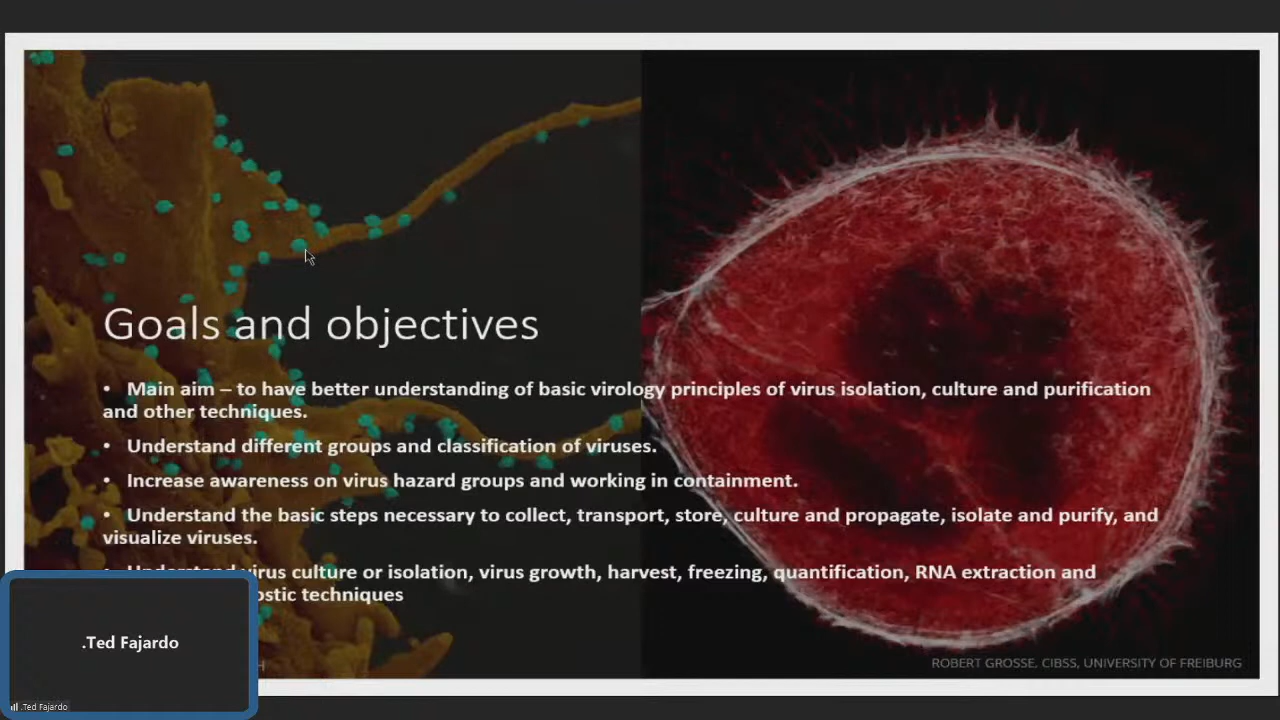 Goals and objectives
• Main aim – to have better understanding of basic virology principles of virus isolation, culture and purification
and other techniques.
• Understand different groups and classification of viruses.
• Increase awareness on virus hazard groups and working in containment.
• Understand the basic steps necessary to collect, transport, store, culture and propagate, isolate and purify, and
visualize viruses.
• Understand virus culture or isolation, virus growth, harvest, freezing, quantification, RNA extraction and
techniques
ROBERT GROSSE, CIBSS, UNIVERSITY OF FREIBURG
.Ted Fajardo
.Ted Fajardo